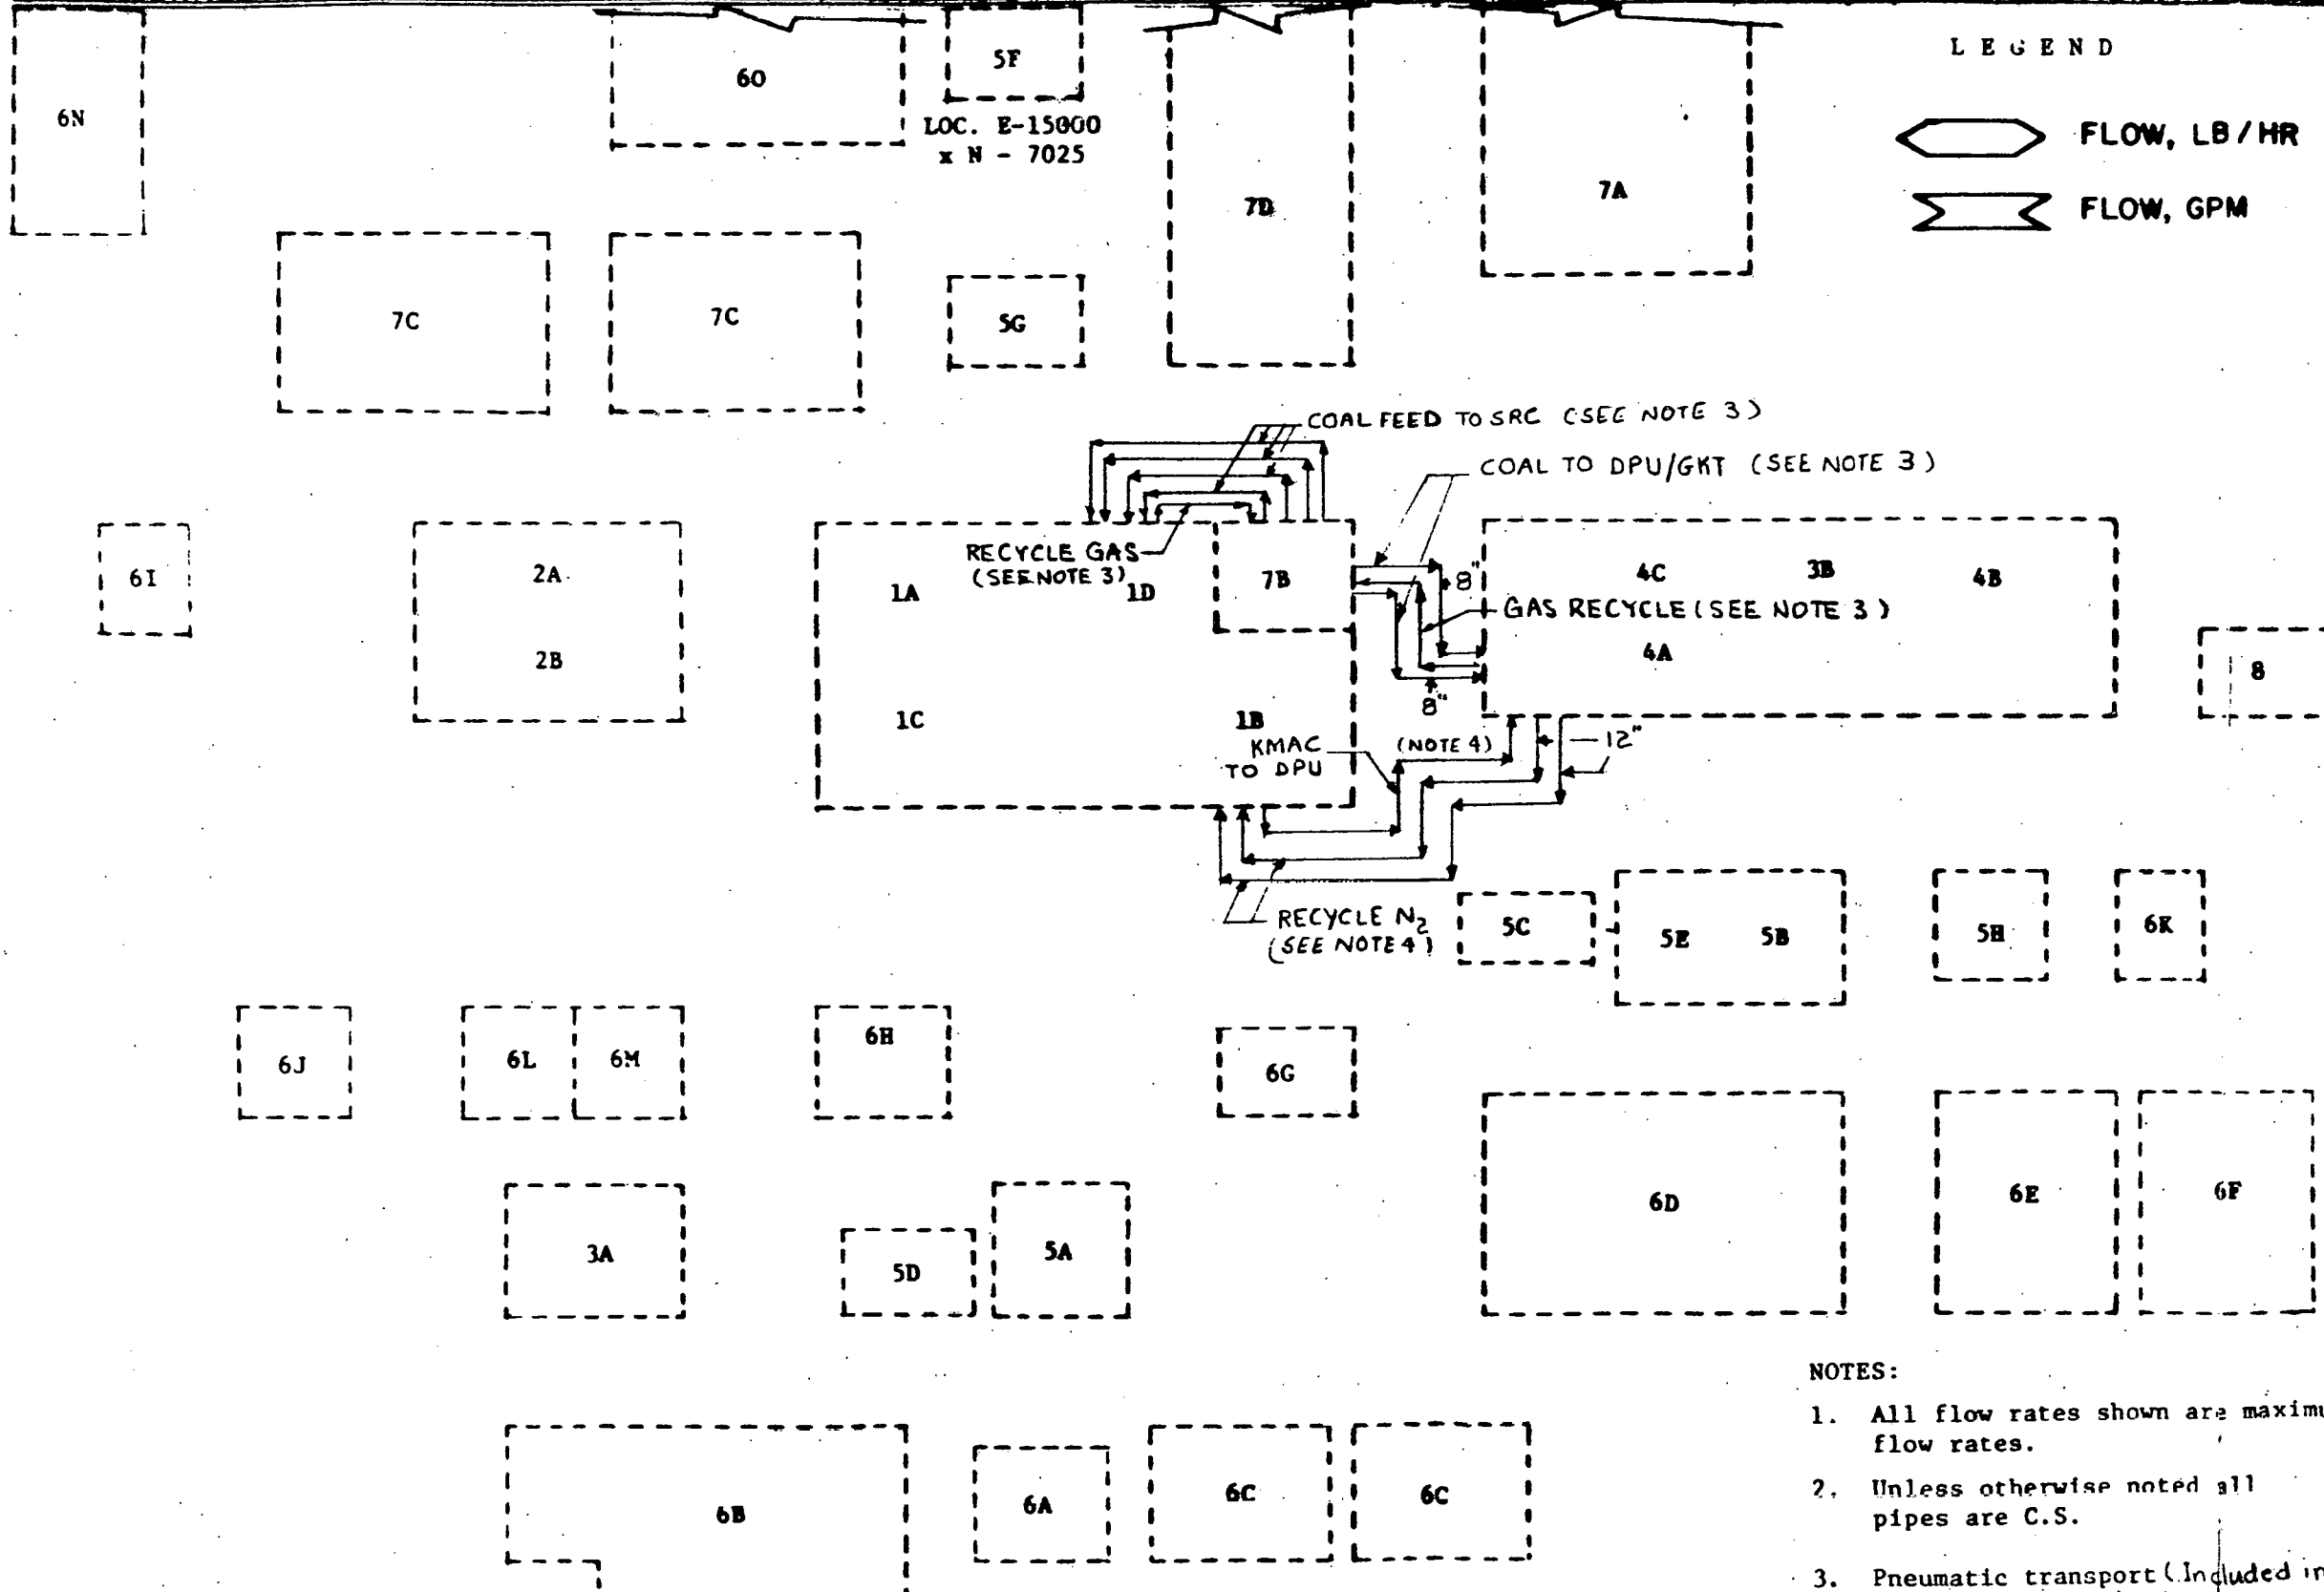 LEGEND
FLOW, LB/HR
FLOW, GPM
6N
6O
5F
LOC. E-15000
x N - 7025
7D
7A
7C
7C
5G
COAL FEED TO SRC (SEE NOTE 3)
COAL TO DPU/GKT (SEE NOTE 3)
6I
2A
2B
1A
RECYCLE GAS
(SEE NOTE 3)
1D
7B
8"
4C
3B
4B
GAS RECYCLE (SEE NOTE 3)
4A
8"
8
1C
1B
KMAC
TO DPU
(NOTE 4)
12"
RECYCLE N2
(SEE NOTE 4)
5C
5E
5B
5H
6K
6J
6L
6M
6H
6G
3A
5D
5A
6D
6E
6F
6B
6A
6C
6C
NOTES:
1. All flow rates shown are maximu
flow rates.
2. Unless otherwise noted all
pipes are C.S.
3. Pneumatic transport (Included in